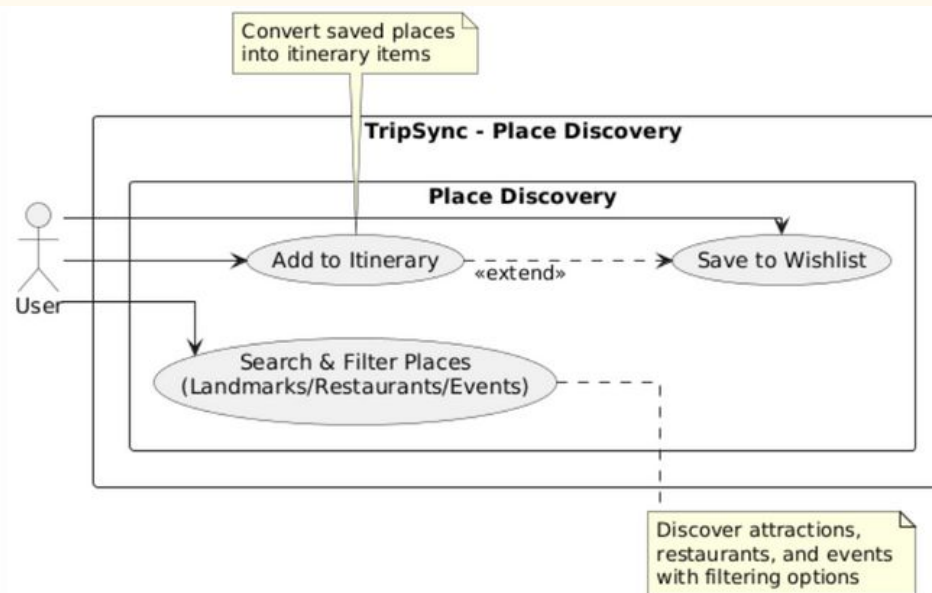 Convert saved places
into itinerary items
TripSync - Place Discovery
Place Discovery
Add to Itinerary
«extend»
Save to Wishlist
User
Search & Filter Places
(Landmarks/Restaurants/Events)
Discover attractions,
restaurants, and events
with filtering options